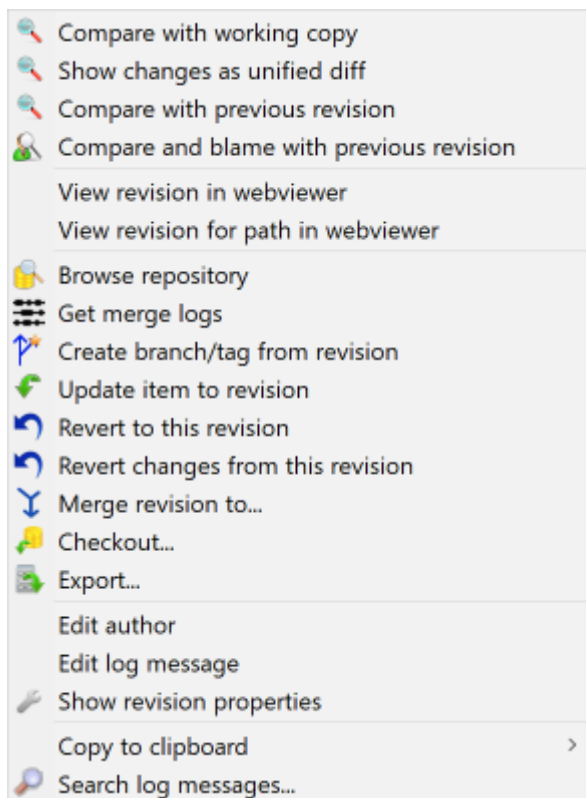 Compare with working copy
Show changes as unified diff
Compare with previous revision
Compare and blame with previous revision
View revision in webviewer
View revision for path in webviewer
Browse repository
Get merge logs
Create branch/tag from revision
Update item to revision
Revert to this revision
Revert changes from this revision
Merge revision to...
Checkout...
Export...
Edit author
Edit log message
Show revision properties
Copy to clipboard
Search log messages...